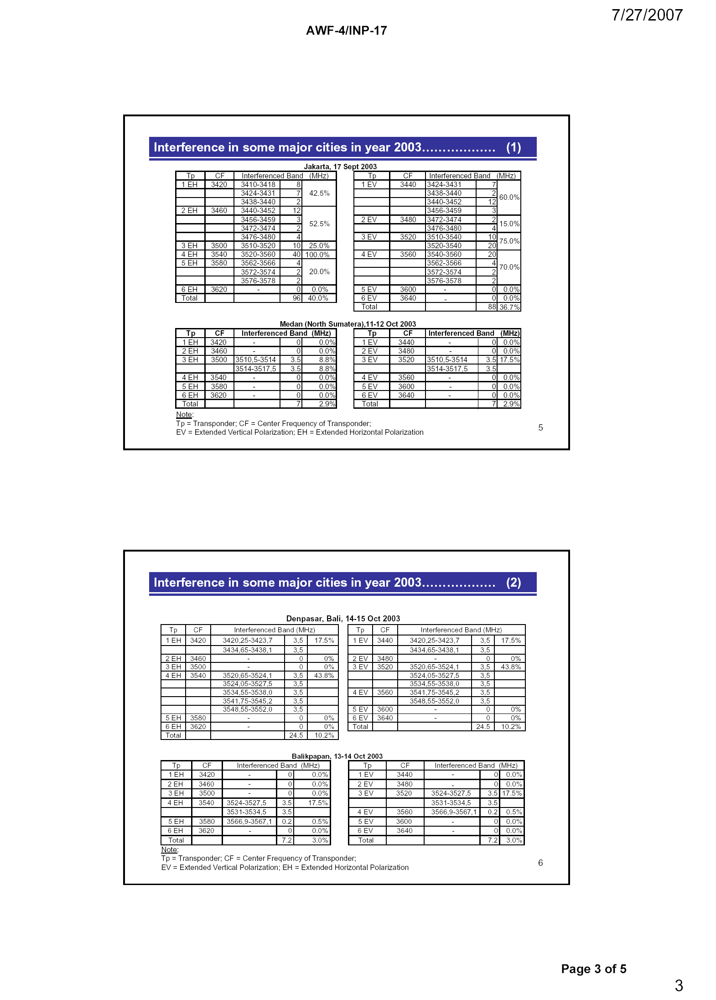 7/27/2007
AWF-4/INP-17
Interference in some major cities in year 2003……………… (1)
Jakarta, 17 Sept 2003
Tp CF Interferenced Band (MHz)
1 EH 3420 3410-3418 8 42.5%
3424-3431 7
3438-3440 2
2 EH 3460 3440-3452 12 52.5%
3456-3459 3
3472-3474 2
3476-3480 4
3 EH 3500 3510-3520 10 25.0%
4 EH 3540 3520-3560 40 100.0%
5 EH 3580 3562-3566 4 20.0%
3572-3574 2
3576-3578 2
6 EH 3620 - 0 0.0%
Total 96 40.0%
Tp CF Interferenced Band (MHz)
1 EV 3440 3424-3431 7 60.0%
3438-3440 2
3440-3452 12
3456-3459 3
2 EV 3480 3472-3474 2 15.0%
3476-3480 4
3 EV 3520 3510-3540 10 75.0%
3520-3540 20
4 EV 3560 3540-3560 20 70.0%
3562-3566 4
3572-3574 2
3576-3578 2
5 EV 3600 - 0 0.0%
6 EV 3640 - 0 0.0%
Total 88 36.7%
Medan (North Sumatera),11-12 Oct 2003
Tp CF Interferenced Band (MHz)
1 EH 3420 - 0 0.0%
2 EH 3460 - 0 0.0%
3 EH 3500 3510,5-3514 3.5 8.8%
3514-3517,5 3.5 8.8%
4 EH 3540 - 0 0.0%
5 EH 3580 - 0 0.0%
6 EH 3620 - 0 0.0%
Total 7 2.9%
Tp CF Interferenced Band (MHz)
1 EV 3440 - 0 0.0%
2 EV 3480 - 0 0.0%
3 EV 3520 3510,5-3514 3.5 17.5%
3514-3517,5 3.5
4 EV 3560 - 0 0.0%
5 EV 3600 - 0 0.0%
6 EV 3640 - 0 0.0%
Total 7 2.9%
Note:
Tp = Transponder; CF = Center Frequency of Transponder;
EV = Extended Vertical Polarization; EH = Extended Horizontal Polarization
5
Interference in some major cities in year 2003……………… (2)
Denpasar, Bali, 14-15 Oct 2003
Tp CF Interferenced Band (MHz)
1 EH 3420 3420,25-3423,7 3,5 17.5%
3434,65-3438,1 3,5
2 EH 3460 - 0 0%
3 EH 3500 - 0 0%
4 EH 3540 3520,65-3524,1 3,5 43.8%
3524,05-3527,5 3,5
3534,55-3538,0 3,5
3541,75-3545,2 3,5
3548,55-3552,0 3,5
5 EH 3580 - 0 0%
6 EH 3620 - 0 0%
Total 24.5 10.2%
Tp CF Interferenced Band (MHz)
1 EV 3440 3420,25-3423,7 3,5 17.5%
3434,65-3438,1 3,5
2 EV 3480 - 0 0%
3 EV 3520 3520,65-3524,1 3,5 43.8%
3524,05-3527,5 3,5
3534,55-3538,0 3,5
4 EV 3560 3541,75-3545,2 3,5
3548,55-3552,0 3,5
5 EV 3600 - 0 0%
6 EV 3640 - 0 0%
Total 24.5 10.2%
Balikpapan, 13-14 Oct 2003
Tp CF Interferenced Band (MHz)
1 EH 3420 - 0 0.0%
2 EH 3460 - 0 0.0%
3 EH 3500 - 0 0.0%
4 EH 3540 3524-3527,5 3.5 17.5%
3531-3534,5 3.5
5 EH 3580 3566,9-3567,1 0.2 0.5%
6 EH 3620 - 0 0.0%
Total 7.2 3.0%
Tp CF Interferenced Band (MHz)
1 EV 3440 - 0 0.0%
2 EV 3480 - 0 0.0%
3 EV 3520 3524-3527,5 3.5 17.5%
3531-3534,5 3.5
4 EV 3560 3566,9-3567,1 0.2 0.5%
5 EV 3600 - 0 0.0%
6 EV 3640 - 0 0.0%
Total 7.2 3.0%
Note:
Tp = Transponder; CF = Center Frequency of Transponder;
EV = Extended Vertical Polarization; EH = Extended Horizontal Polarization
6
Page 3 of 5
3